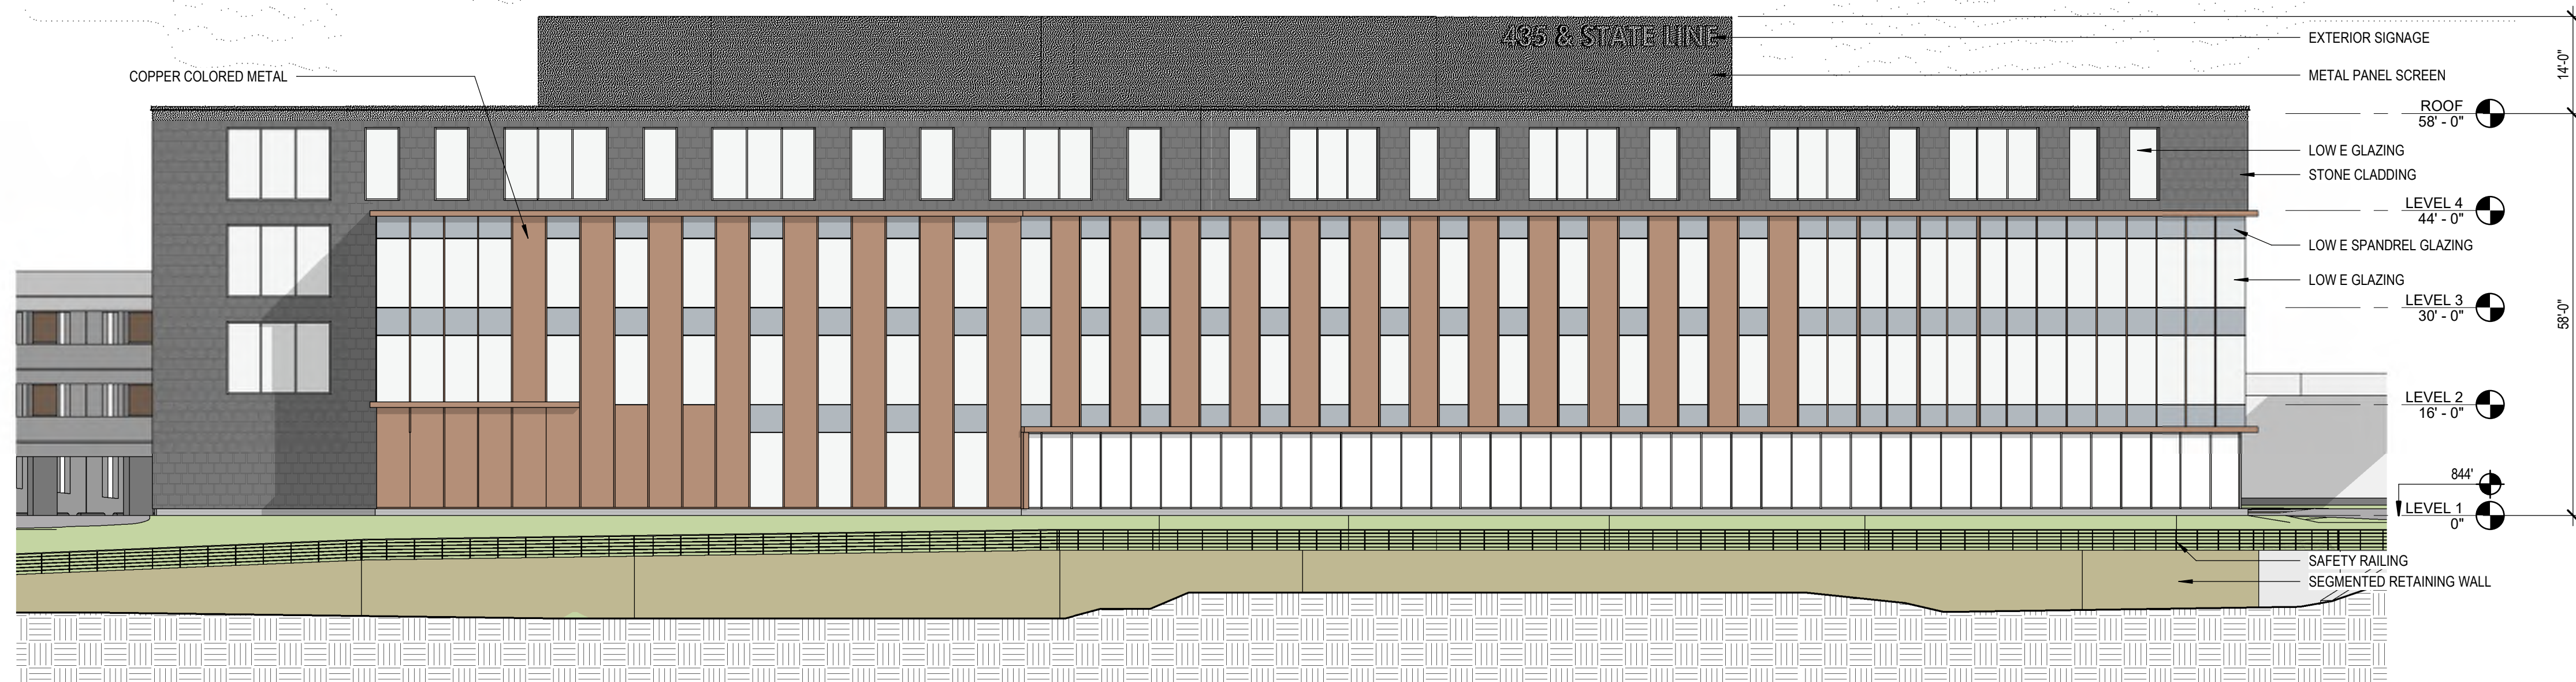 435 & STATE LINE
EXTERIOR SIGNAGE
14'-0"
COPPER COLORED METAL
METAL PANEL SCREEN
ROOF
58' - 0"
LOW E GLAZING
STONE CLADDING
LEVEL 4
44' - 0"
LOW E SPANDREL GLAZING
LOW E GLAZING
LEVEL 3
30' - 0"
58'-0"
LEVEL 2
16' - 0"
844'
LEVEL 1
0"
SAFETY RAILING
SEGMENTED RETAINING WALL